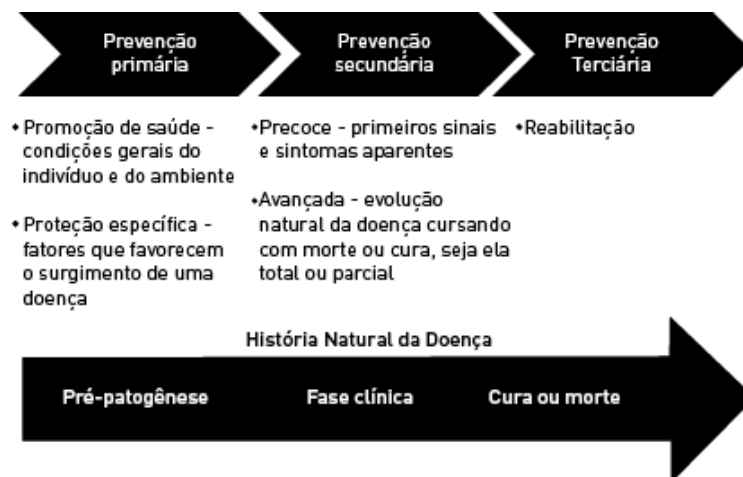 Prevenção
primária
Prevenção
secundária
Prevenção
Terciária
•Promoção de saúde -
condições gerais do
indivíduo e do ambiente
•Proteção específica -
fatores que favorecem
o surgimento de uma
doença
•Precoce - primeiros sinais
e sintomas aparentes
•Avançada - evolução
natural da doença cursando
com morte ou cura, seja ela
total ou parcial
•Reabilitação
História Natural da Doença
Pré-patogênese
Fase clínica
Cura ou morte